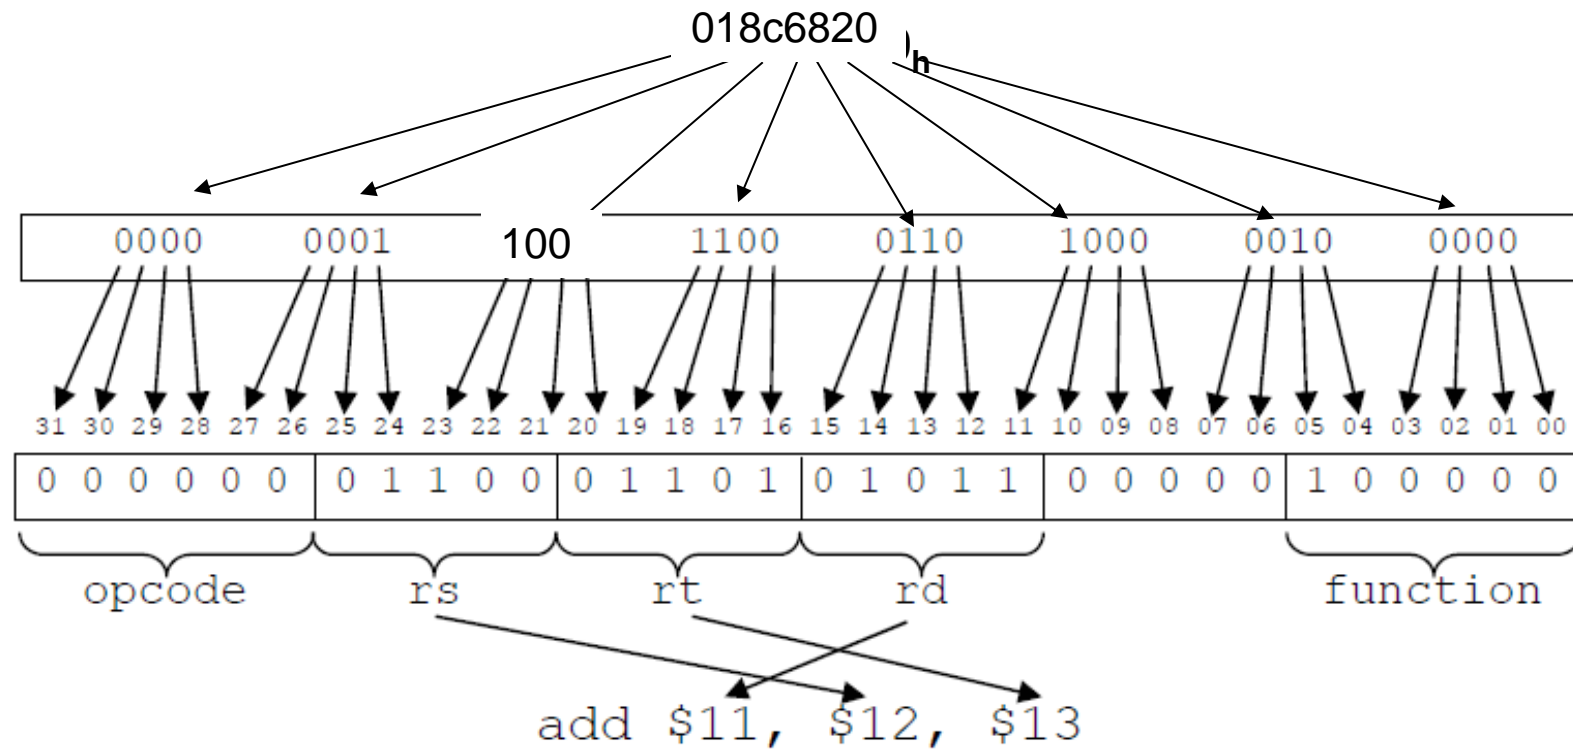 018c6820 h
0000 0001 100 1100 0110 1000 0010 0000
31 30 29 28 27 26 25 24 23 22 21 20 19 18 17 16 15 14 13 12 11 10 09 08 07 06 05 04 03 02 01 00
0 0 0 0 0 0 0 1 1 0 0 0 1 1 0 1 0 1 0 1 1 0 0 0 0 0 1 0 0 0 0 0
opcode rs rt rd function
add $11, $12, $13